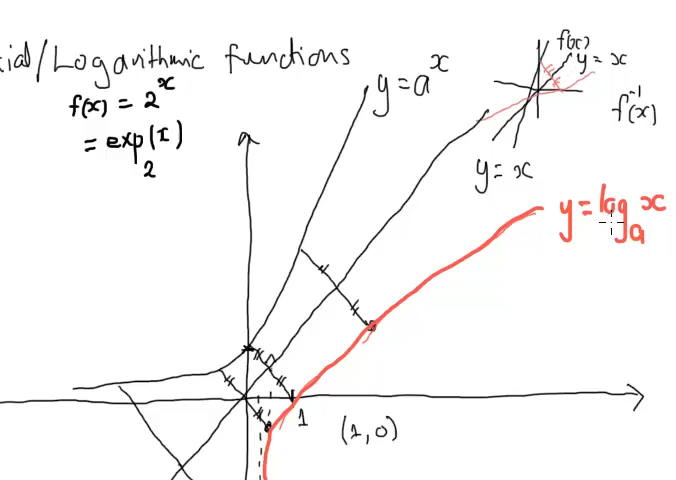 ial/Logarithmic functions
f(x) = 2^x
= exp_2(x)
y=a^x
f(x)
y = x
f^-1(x)
y = x
y = log_a x
1
(1,0)